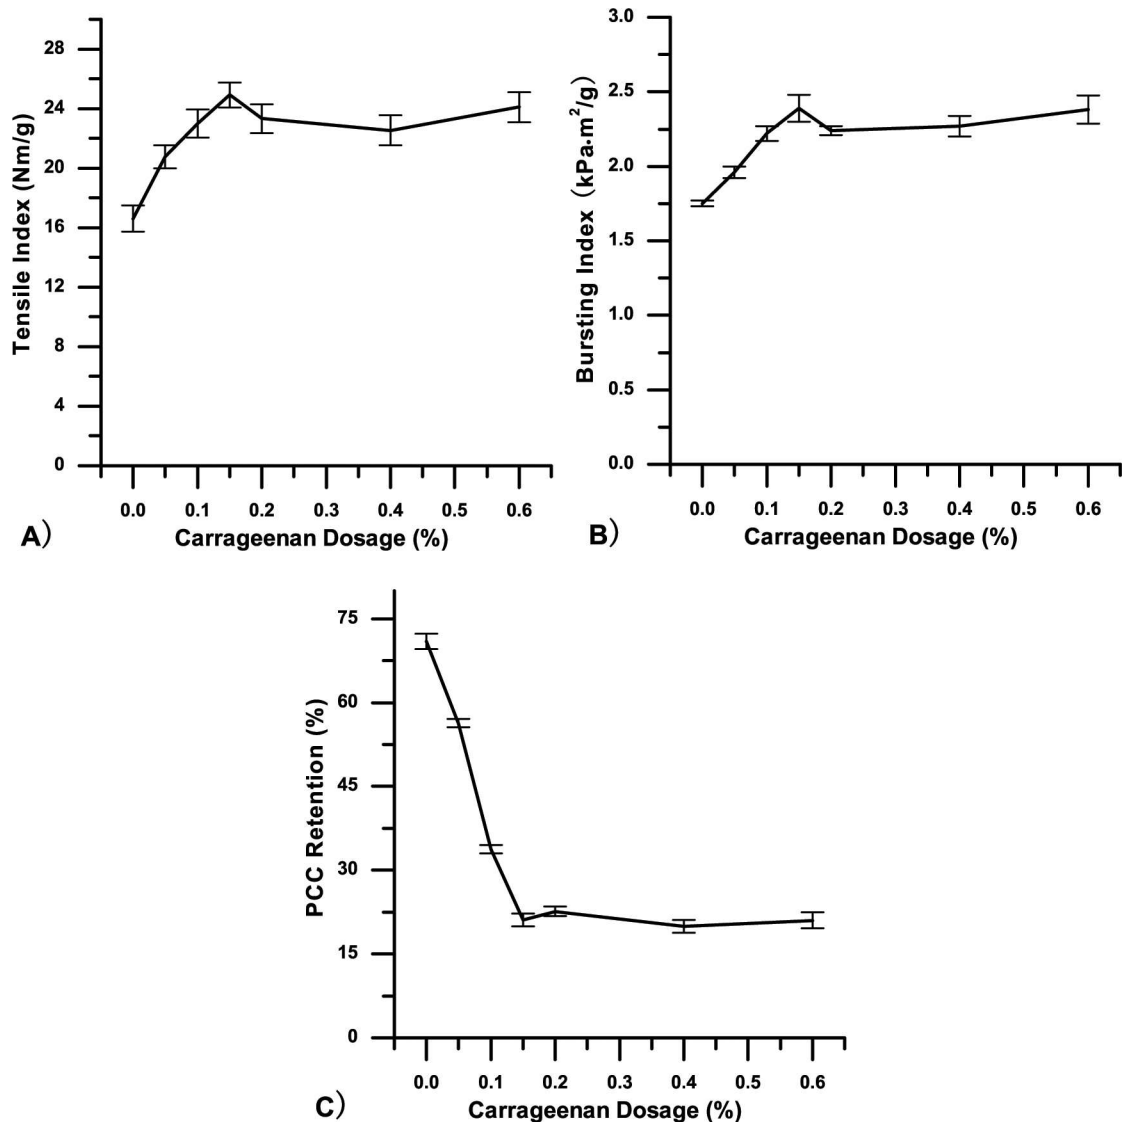 Tensile Index (Nm/g)
28
24
20
16
12
8
4
0
0.0 0.1 0.2 0.3 0.4 0.5 0.6
Carrageenan Dosage (%)
A)
Bursting Index (kPa·m²/g)
3.0
2.5
2.0
1.5
1.0
0.5
0.0
0.0 0.1 0.2 0.3 0.4 0.5 0.6
Carrageenan Dosage (%)
B)
PCC Retention (%)
75
60
45
30
15
0
0.0 0.1 0.2 0.3 0.4 0.5 0.6
Carrageenan Dosage (%)
C)